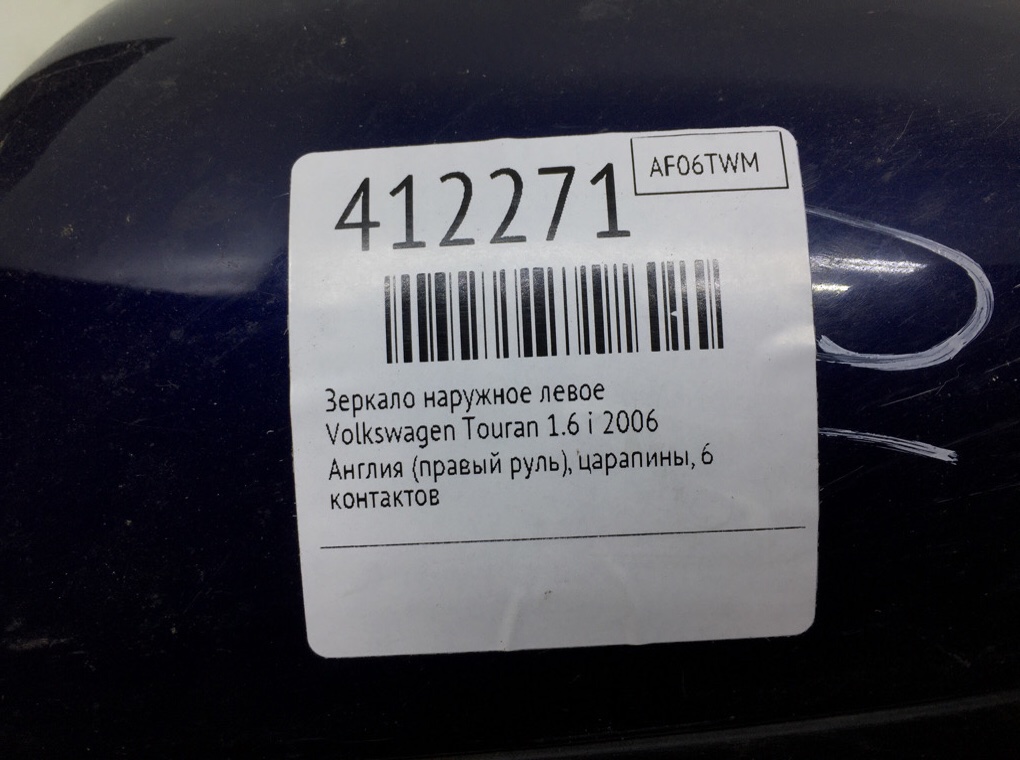 AF06TWM
412271
Зеркало наружное левое
Volkswagen Touran 1.6 i 2006
Англия (правый руль), царапины, 6
контактов